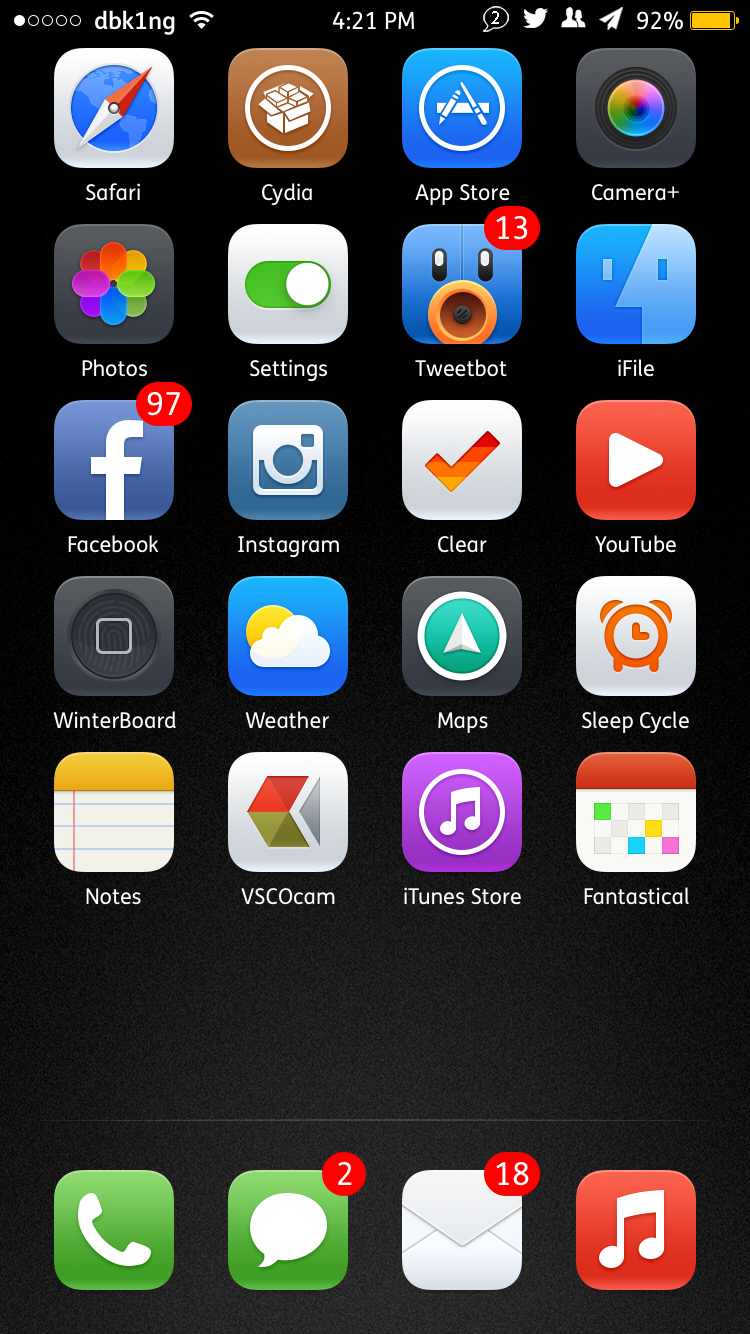 dbk1ng 4:21 PM 2 92%
Safari Cydia App Store Camera+
13
Photos Settings Tweetbot iFile
97
Facebook Instagram Clear YouTube
WinterBoard Weather Maps Sleep Cycle
Notes VSCOcam iTunes Store Fantastical
2 18